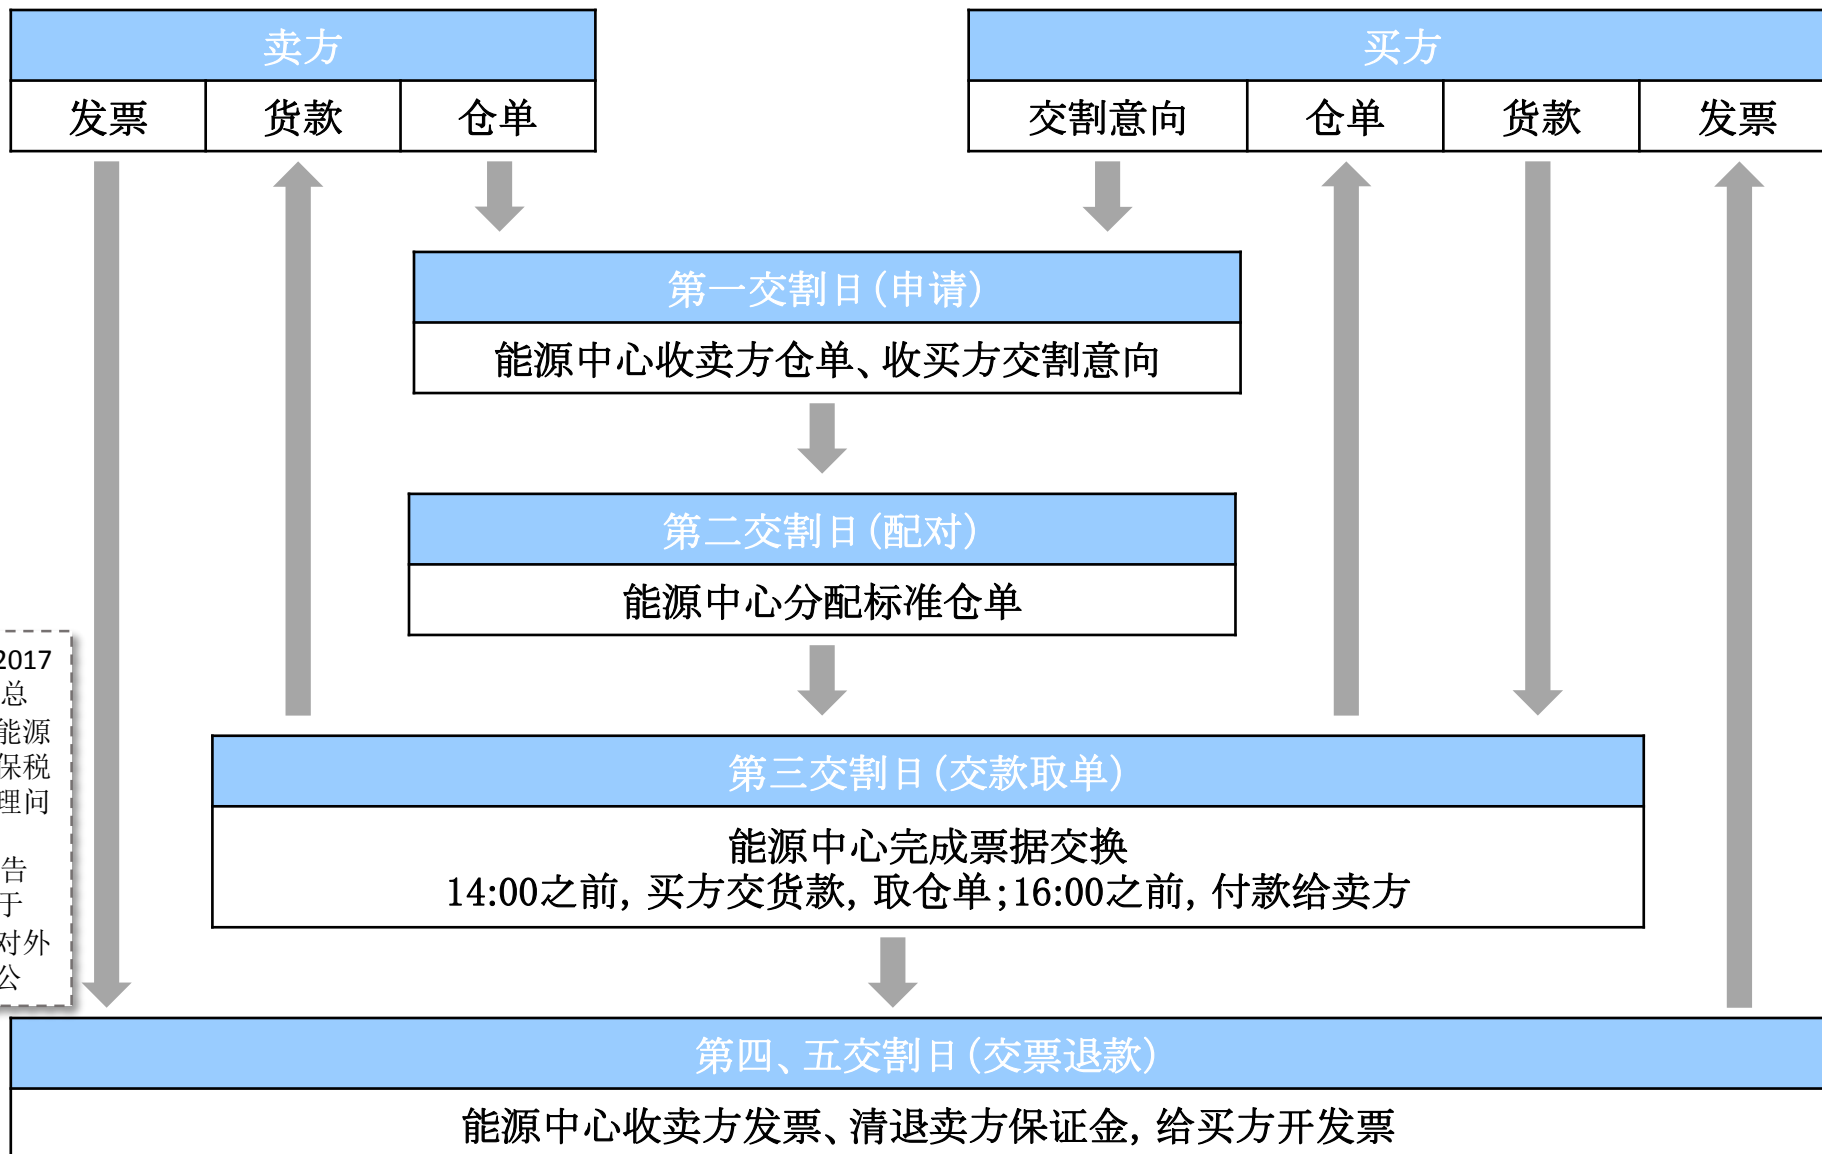 卖方
发票 货款 仓单
买方
交割意向 仓单 货款 发票
第一交割日(申请)
能源中心收卖方仓单、收买方交割意向
第二交割日(配对)
能源中心分配标准仓单
2017
总
能源
保税
理问
告
于
对外
公
第三交割日(交款取单)
能源中心完成票据交换
14:00之前, 买方交货款, 取仓单;16:00之前, 付款给卖方
第四、五交割日(交票退款)
能源中心收卖方发票、清退卖方保证金, 给买方开发票